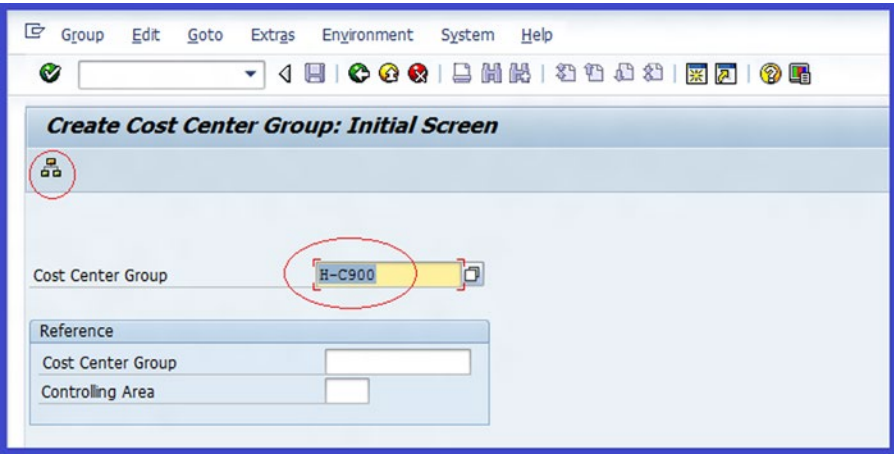 Group Edit Goto Extras Environment System Help
Create Cost Center Group: Initial Screen
Cost Center Group H-C900
Reference
Cost Center Group
Controlling Area